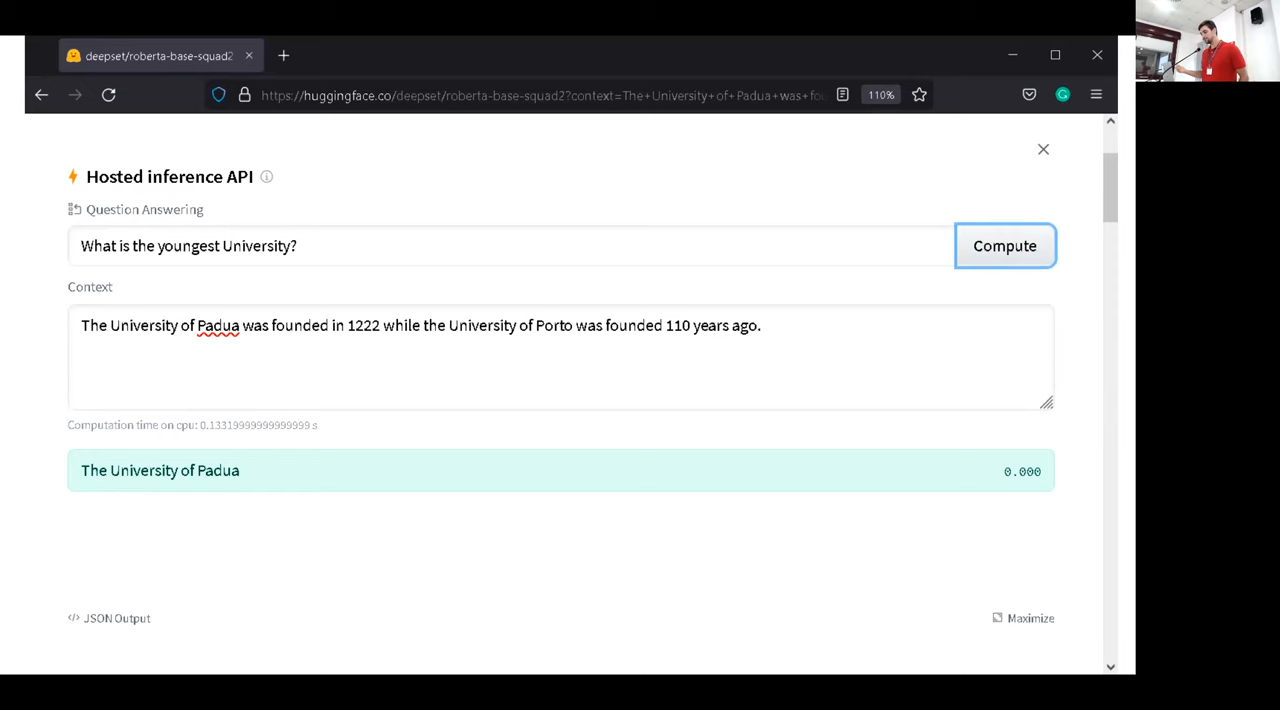 deepset/roberta-base-squad2
https://huggingface.co/deepset/roberta-base-squad2?context=The+University+of+Padua+was+fou
110%
Hosted inference API
Question Answering
What is the youngest University?
Compute
Context
The University of Padua was founded in 1222 while the University of Porto was founded 110 years ago.
Computation time on cpu: 0.13319999999999999 s
The University of Padua 0.000
</> JSON Output
Maximize